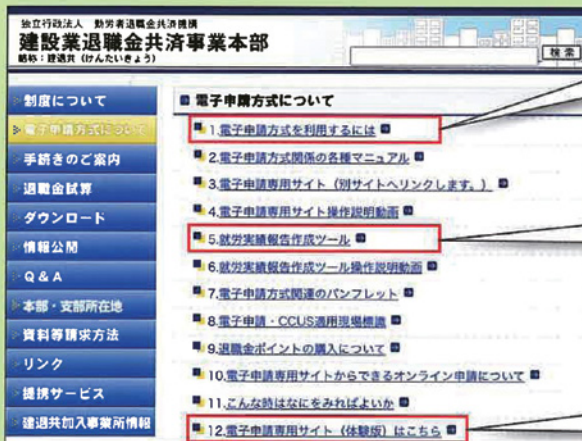 独立行政法人 勤労者退職金共済機構
建設業退職金共済事業本部
略称：建退共（けんたいきょう）
検索
制度について
電子申請方式について
手続きのご案内
退職金試算
ダウンロード
情報公開
Q&A
本部・支部所在地
資料等請求方法
リンク
提携サービス
建退共加入事業所情報
電子申請方式について
1.電子申請方式を利用するには
2.電子申請方式関係の各種マニュアル
3.電子申請専用サイト（別サイトへリンクします。）
4.電子申請専用サイト操作説明動画
5.就労実績報告作成ツール
6.就労実績報告作成ツール操作説明動画
7.電子申請方式関連のパンフレット
8.電子申請・CCUS適用現場標識
9.退職金ポイントの購入について
10.電子申請専用サイトからできるオンライン申請について
11.こんな時はなにをみればよいか
12.電子申請専用サイト（体験版）はこちら